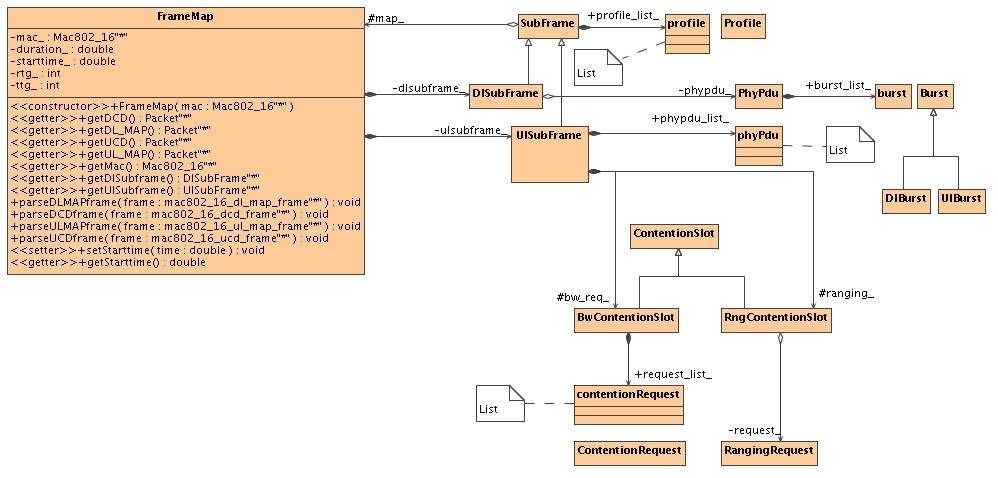 FrameMap
-mac_ : Mac802_16"*"
-duration_ : double
-starttime_ : double
-rtg_ : int
-ttg_ : int
<<constructor>>+FrameMap( mac : Mac802_16"*" )
<<getter>>+getDCD() : Packet"*"
<<getter>>+getDL_MAP() : Packet"*"
<<getter>>+getUCD() : Packet"*"
<<getter>>+getUL_MAP() : Packet"*"
<<getter>>+getMac() : Mac802_16"*"
<<getter>>+getDlSubframe() : DlSubFrame"*"
<<getter>>+getUlSubframe() : UlSubFrame"*"
+parseDLMAPframe( frame : mac802_16_dl_map_frame"*" ) : void
+parseDCDframe( frame : mac802_16_dcd_frame"*" ) : void
+parseULMAPframe( frame : mac802_16_ul_map_frame"*" ) : void
+parseUCDframe( frame : mac802_16_ucd_frame"*" ) : void
<<setter>>+setStarttime( time : double ) : void
<<getter>>+getStarttime() : double
#map_
SubFrame
+profile_list_
profile
Profile
List
-dlsubframe_
DlSubFrame
-phypdu_
PhyPdu
+burst_list_
burst
Burst
-ulsubframe_
UlSubFrame
+phypdu_list_
phyPdu
List
DlBurst
UlBurst
ContentionSlot
#bw_req_
#ranging_
BwContentionSlot
RngContentionSlot
+request_list_
List
contentionRequest
-request_
ContentionRequest
RangingRequest